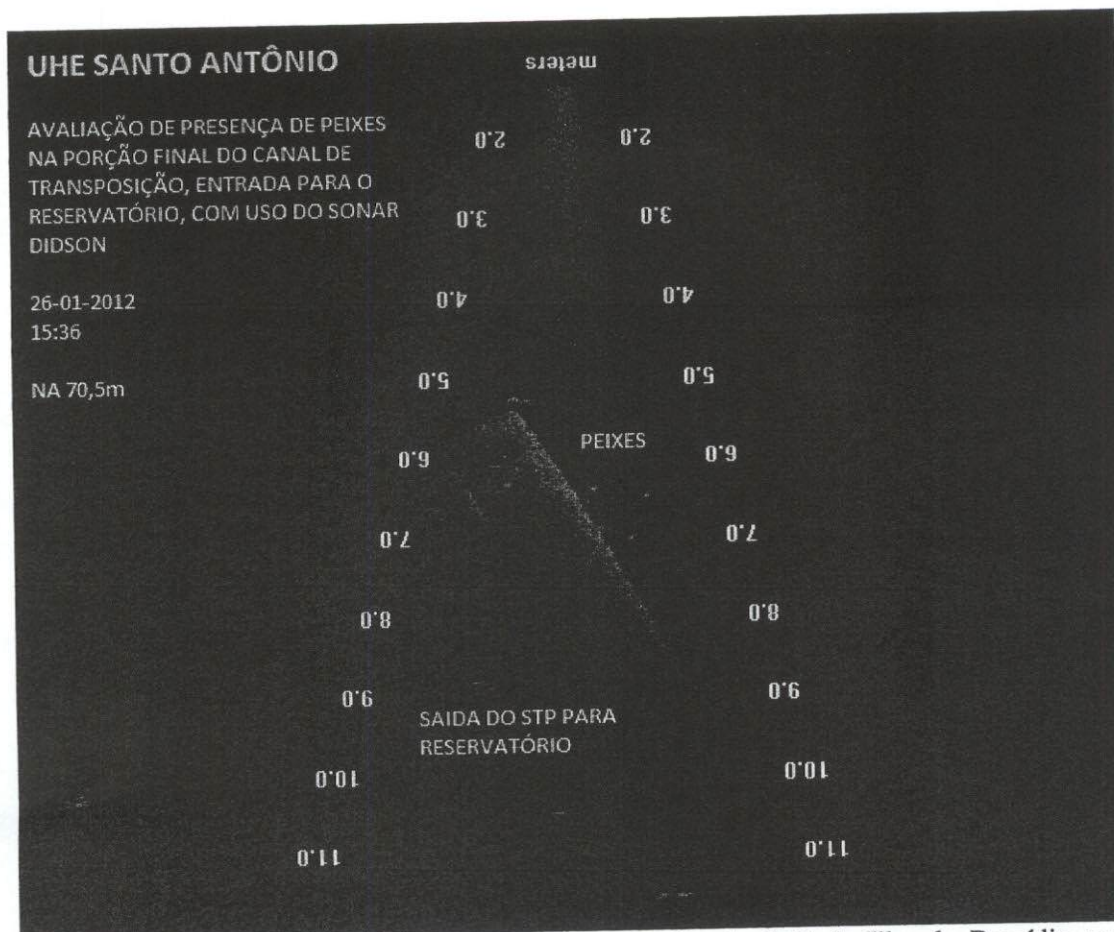 UHE SANTO ANTÔNIO
meters
AVALIAÇÃO DE PRESENÇA DE PEIXES
NA PORÇÃO FINAL DO CANAL DE
TRANSPOSIÇÃO, ENTRADA PARA O
RESERVATÓRIO, COM USO DO SONAR
DIDSON
26-01-2012
15:36
NA 70,5m
2.0 2.0
3.0 3.0
4.0 4.0
5.0 5.0
PEIXES
6.0 6.0
7.0 7.0
8.0 8.0
9.0 9.0
SAIDA DO STP PARA
RESERVATÓRIO
10.0 10.0
11.0 11.0